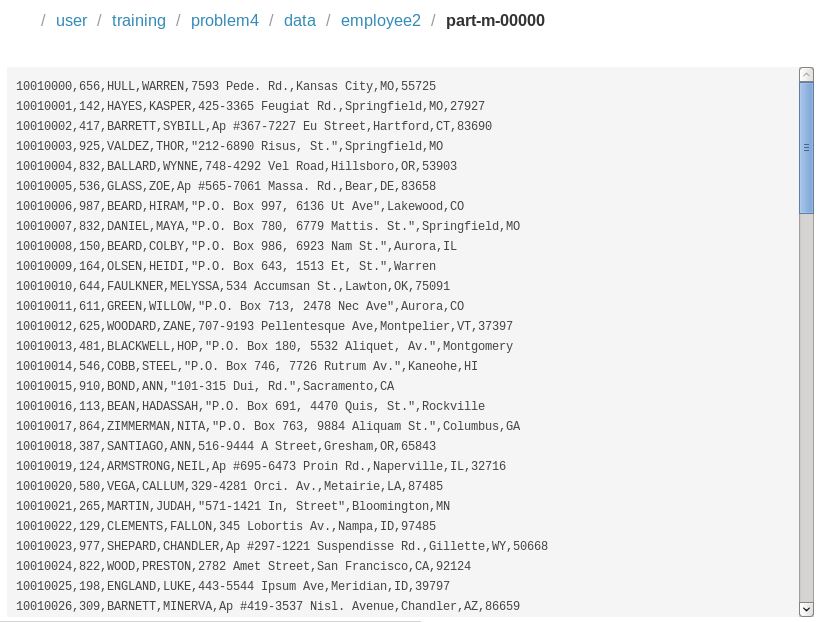 / user / training / problem4 / data / employee2 / part-m-00000
10010000,656,HULL,WARREN,7593 Pede. Rd.,Kansas City,MO,55725
10010001,142,HAYES,KASPER,425-3365 Feugiat Rd.,Springfield,MO,27927
10010002,417,BARRETT,SYBILL,Ap #367-7227 Eu Street,Hartford,CT,83690
10010003,925,VALDEZ,THOR,"212-6890 Risus, St.",Springfield,MO
10010004,832,BALLARD,WYNNE,748-4292 Vel Road,Hillsboro,OR,53903
10010005,536,GLASS,ZOE,Ap #565-7061 Massa. Rd.,Bear,DE,83658
10010006,987,BEARD,HIRAM,"P.O. Box 997, 6136 Ut Ave",Lakewood,CO
10010007,832,DANIEL,MAYA,"P.O. Box 780, 6779 Mattis. St.",Springfield,MO
10010008,150,BEARD,COLBY,"P.O. Box 986, 6923 Nam St.",Aurora,IL
10010009,164,OLSEN,HEIDI,"P.O. Box 643, 1513 Et, St.",Warren
10010010,644,FAULKNER,MELYSSA,534 Accumsan St.,Lawton,OK,75091
10010011,611,GREEN,WILLOW,"P.O. Box 713, 2478 Nec Ave",Aurora,CO
10010012,625,WOODARD,ZANE,707-9193 Pellentesque Ave,Montpelier,VT,37397
10010013,481,BLACKWELL,HOP,"P.O. Box 180, 5532 Aliquet, Av.",Montgomery
10010014,546,COBB,STEEL,"P.O. Box 746, 7726 Rutrum Av.",Kaneohe,HI
10010015,910,BOND,ANN,"101-315 Dui, Rd.",Sacramento,CA
10010016,113,BEAN,HADASSAH,"P.O. Box 691, 4470 Quis, St.",Rockville
10010017,864,ZIMMERMAN,NITA,"P.O. Box 763, 9884 Aliquam St.",Columbus,GA
10010018,387,SANTIAGO,ANN,516-9444 A Street,Gresham,OR,65843
10010019,124,ARMSTRONG,NEIL,Ap #695-6473 Proin Rd.,Naperville,IL,32716
10010020,580,VEGA,CALLUM,329-4281 Orci. Av.,Metairie,LA,87485
10010021,265,MARTIN,JUDAH,"571-1421 In, Street",Bloomington,MN
10010022,129,CLEMENTS,FALLON,345 Lobortis Av.,Nampa,ID,97485
10010023,977,SHEPARD,CHANDLER,Ap #297-1221 Suspendisse Rd.,Gillette,WY,50668
10010024,822,WOOD,PRESTON,2782 Amet Street,San Francisco,CA,92124
10010025,198,ENGLAND,LUKE,443-5544 Ipsum Ave,Meridian,ID,39797
10010026,309,BARNETT,MINERVA,Ap #419-3537 Nisl. Avenue,Chandler,AZ,86659